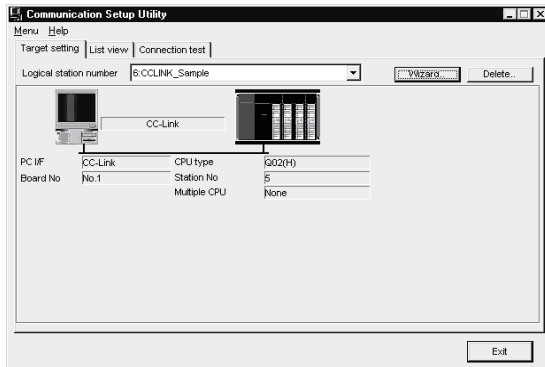 Communication Setup Utility
Menu Help
Target setting List view Connection test
Logical station number 6:CCLINK_Sample Wizard... Delete..
CC-Link
PC I/F CC-Link CPU type Q02(H)
Board No No.1 Station No 5
Multiple CPU None
Exit